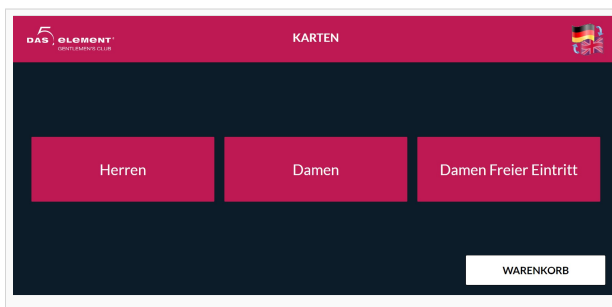 DAS 5 ELEMENT
GENTLEMEN'S CLUB
KARTEN
Herren
Damen
Damen Freier Eintritt
WARENKORB